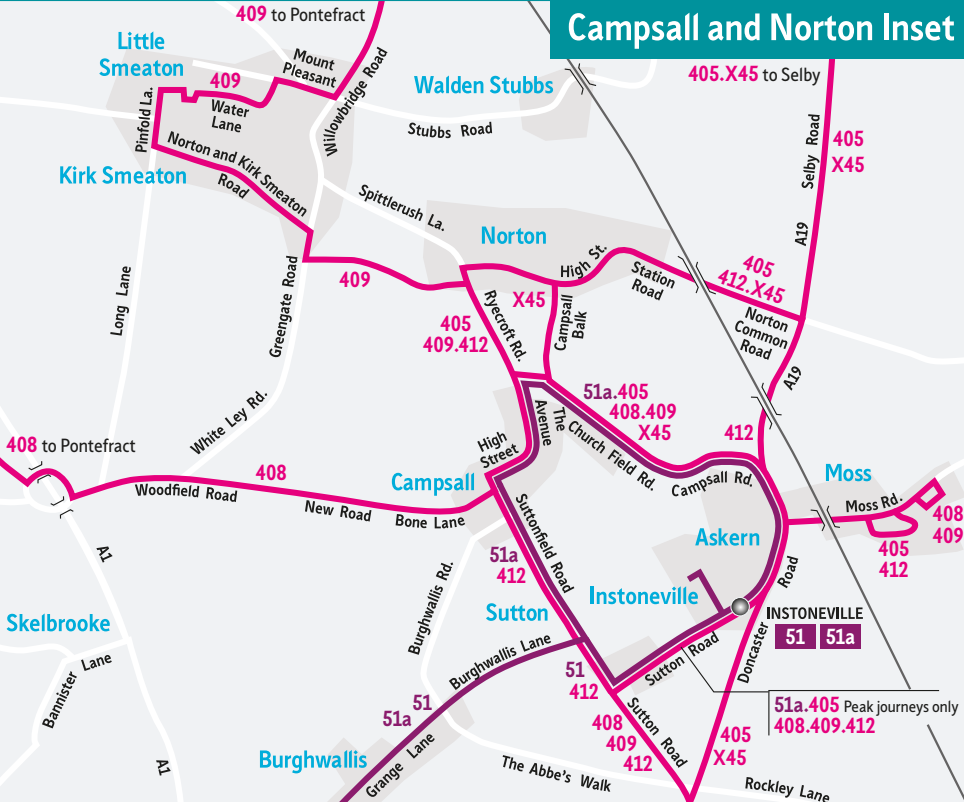 Campsall and Norton Inset
409 to Pontefract
Little
Smeaton
Mount
Pleasant
Willowbridge Road
409
Water
Lane
Pinfold La.
Walden Stubbs
Stubbs Road
405.X45 to Selby
Selby Road
405
X45
A19
Norton and Kirk Smeaton
Road
Kirk Smeaton
Spittlerush La.
Norton
High St.
Station
Road
405
412.X45
Norton
Common
Road
A19
409
Long Lane
Greengate Road
X45
Campsall
Balk
Ryecroft Rd.
405
409.412
51a.405
408.409
X45
The
Avenue
Church Field Rd.
Campsall Rd.
412
White Ley Rd.
408 to Pontefract
High
Street
Campsall
408
Woodfield Road
New Road
Bone Lane
Moss
Moss Rd.
408
409
405
412
A1
Suttonfield Road
51a
412
Askern
Instoneville
Road
Doncaster
INSTONEVILLE
51 51a
Burghwallis Rd.
Sutton
Skelbrooke
Bannister Lane
Burghwallis Lane
51
412
Sutton Road
51a.405 Peak journeys only
408.409.412
51
51a
Sutton Road
408
409
412
405
X45
Burghwallis
Grange Lane
The Abbe's Walk
Rockley Lane
A1